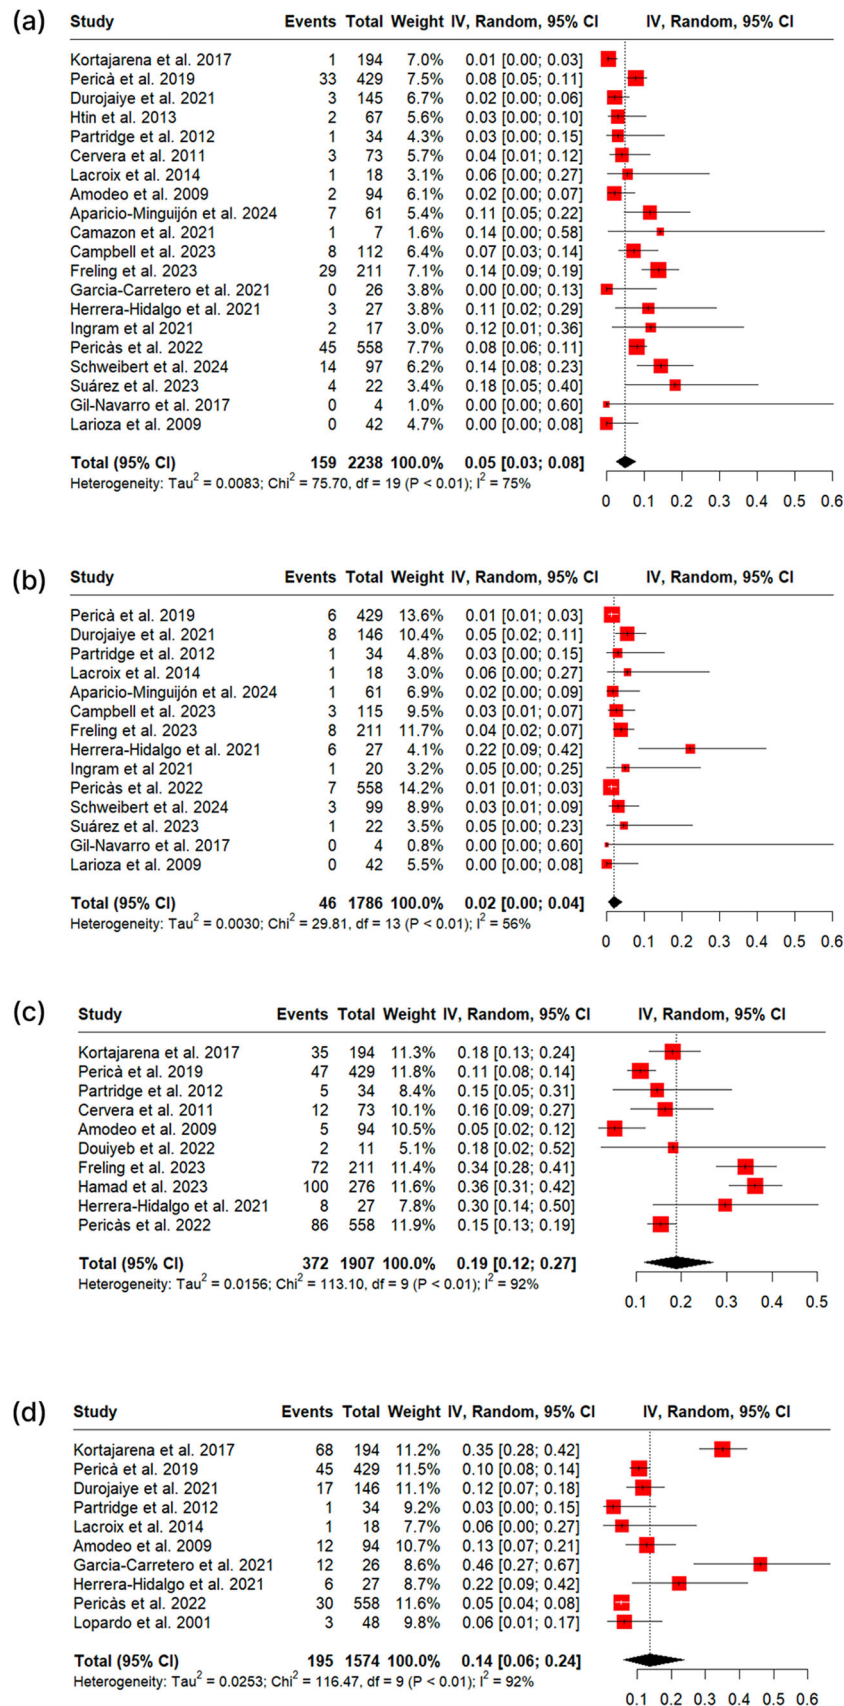 (a)
Study Events Total Weight IV, Random, 95% CI IV, Random, 95% CI
Kortajarena et al. 2017 1 194 7.0% 0.01 [0.00; 0.03]
Pericà et al. 2019 33 429 7.5% 0.08 [0.05; 0.11]
Durojaiye et al. 2021 3 145 6.7% 0.02 [0.00; 0.06]
Htin et al. 2013 2 67 5.6% 0.03 [0.00; 0.10]
Partridge et al. 2012 1 34 4.3% 0.03 [0.00; 0.15]
Cervera et al. 2011 3 73 5.7% 0.04 [0.01; 0.12]
Lacroix et al. 2014 1 18 3.1% 0.06 [0.00; 0.27]
Amodeo et al. 2009 2 94 6.1% 0.02 [0.00; 0.07]
Aparicio-Minguijón et al. 2024 7 61 5.4% 0.11 [0.05; 0.22]
Camazon et al. 2021 1 7 1.6% 0.14 [0.00; 0.58]
Campbell et al. 2023 8 112 6.4% 0.07 [0.03; 0.14]
Freling et al. 2023 29 211 7.1% 0.14 [0.09; 0.19]
Garcia-Carretero et al. 2021 0 26 3.8% 0.00 [0.00; 0.13]
Herrera-Hidalgo et al. 2021 3 27 3.8% 0.11 [0.02; 0.29]
Ingram et al 2021 2 17 3.0% 0.12 [0.01; 0.36]
Pericàs et al. 2022 45 558 7.7% 0.08 [0.06; 0.11]
Schweibert et al. 2024 14 97 6.2% 0.14 [0.08; 0.23]
Suárez et al. 2023 4 22 3.4% 0.18 [0.05; 0.40]
Gil-Navarro et al. 2017 0 4 1.0% 0.00 [0.00; 0.60]
Larioza et al. 2009 0 42 4.7% 0.00 [0.00; 0.08]
Total (95% CI) 159 2238 100.0% 0.05 [0.03; 0.08]
Heterogeneity: Tau² = 0.0083; Chi² = 75.70, df = 19 (P < 0.01); I² = 75%
0 0.1 0.2 0.3 0.4 0.5 0.6
(b)
Study Events Total Weight IV, Random, 95% CI IV, Random, 95% CI
Pericà et al. 2019 6 429 13.6% 0.01 [0.01; 0.03]
Durojaiye et al. 2021 8 146 10.4% 0.05 [0.02; 0.11]
Partridge et al. 2012 1 34 4.8% 0.03 [0.00; 0.15]
Lacroix et al. 2014 1 18 3.0% 0.06 [0.00; 0.27]
Aparicio-Minguijón et al. 2024 1 61 6.9% 0.02 [0.00; 0.09]
Campbell et al. 2023 3 115 9.5% 0.03 [0.01; 0.07]
Freling et al. 2023 8 211 11.7% 0.04 [0.02; 0.07]
Herrera-Hidalgo et al. 2021 6 27 4.1% 0.22 [0.09; 0.42]
Ingram et al 2021 1 20 3.2% 0.05 [0.00; 0.25]
Pericàs et al. 2022 7 558 14.2% 0.01 [0.01; 0.03]
Schweibert et al. 2024 3 99 8.9% 0.03 [0.01; 0.09]
Suárez et al. 2023 1 22 3.5% 0.05 [0.00; 0.23]
Gil-Navarro et al. 2017 0 4 0.8% 0.00 [0.00; 0.60]
Larioza et al. 2009 0 42 5.5% 0.00 [0.00; 0.08]
Total (95% CI) 46 1786 100.0% 0.02 [0.00; 0.04]
Heterogeneity: Tau² = 0.0030; Chi² = 29.81, df = 13 (P < 0.01); I² = 56%
0 0.1 0.2 0.3 0.4 0.5 0.6
(c)
Study Events Total Weight IV, Random, 95% CI IV, Random, 95% CI
Kortajarena et al. 2017 35 194 11.3% 0.18 [0.13; 0.24]
Pericà et al. 2019 47 429 11.8% 0.11 [0.08; 0.14]
Partridge et al. 2012 5 34 8.4% 0.15 [0.05; 0.31]
Cervera et al. 2011 12 73 10.1% 0.16 [0.09; 0.27]
Amodeo et al. 2009 5 94 10.5% 0.05 [0.02; 0.12]
Douiyeb et al. 2022 2 11 5.1% 0.18 [0.02; 0.52]
Freling et al. 2023 72 211 11.4% 0.34 [0.28; 0.41]
Hamad et al. 2023 100 276 11.6% 0.36 [0.31; 0.42]
Herrera-Hidalgo et al. 2021 8 27 7.8% 0.30 [0.14; 0.50]
Pericàs et al. 2022 86 558 11.9% 0.15 [0.13; 0.19]
Total (95% CI) 372 1907 100.0% 0.19 [0.12; 0.27]
Heterogeneity: Tau² = 0.0156; Chi² = 113.10, df = 9 (P < 0.01); I² = 92%
0.1 0.2 0.3 0.4 0.5
(d)
Study Events Total Weight IV, Random, 95% CI IV, Random, 95% CI
Kortajarena et al. 2017 68 194 11.2% 0.35 [0.28; 0.42]
Pericà et al. 2019 45 429 11.5% 0.10 [0.08; 0.14]
Durojaiye et al. 2021 17 146 11.1% 0.12 [0.07; 0.18]
Partridge et al. 2012 1 34 9.2% 0.03 [0.00; 0.15]
Lacroix et al. 2014 1 18 7.7% 0.06 [0.00; 0.27]
Amodeo et al. 2009 12 94 10.7% 0.13 [0.07; 0.21]
Garcia-Carretero et al. 2021 12 26 8.6% 0.46 [0.27; 0.67]
Herrera-Hidalgo et al. 2021 6 27 8.7% 0.22 [0.09; 0.42]
Pericàs et al. 2022 30 558 11.6% 0.05 [0.04; 0.08]
Lopardo et al. 2001 3 48 9.8% 0.06 [0.01; 0.17]
Total (95% CI) 195 1574 100.0% 0.14 [0.06; 0.24]
Heterogeneity: Tau² = 0.0253; Chi² = 116.47, df = 9 (P < 0.01); I² = 92%
0.1 0.2 0.3 0.4 0.5 0.6